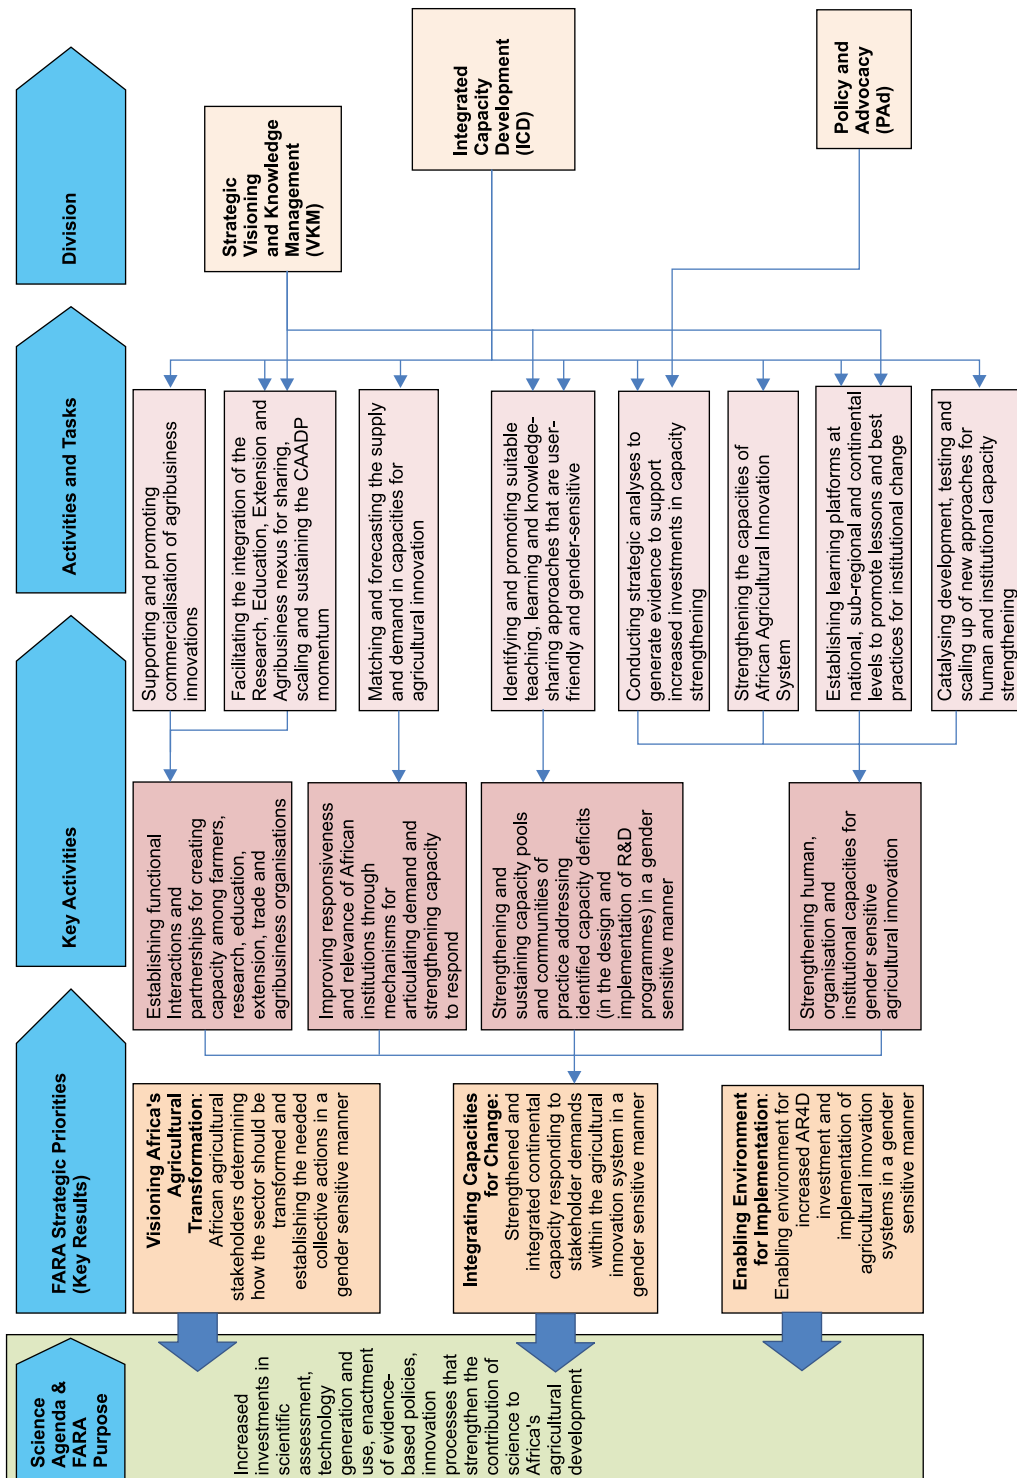 Science
Agenda &
FARA
Purpose
FARA Strategic Priorities
(Key Results)
Key Activities
Activities and Tasks
Division
Increased
investments in
scientific
assessment,
technology
generation and
use, enactment
of evidence-
based policies,
innovation
processes that
strengthen the
contribution of
science to
Africa's
agricultural
development
Visioning Africa's
Agricultural
Transformation:
African agricultural
stakeholders determining
how the sector should be
transformed and
establishing the needed
collective actions in a
gender sensitive manner
Integrating Capacities
for Change:
Strengthened and
integrated continental
capacity responding to
stakeholder demands
within the agricultural
innovation system in a
gender sensitive manner
Enabling Environment
for Implementation:
Enabling environment for
increased AR4D
investment and
implementation of
agricultural innovation
systems in a gender
sensitive manner
Establishing functional
Interactions and
partnerships for creating
capacity among farmers,
research, education,
extension, trade and
agribusiness organisations
Improving responsiveness
and relevance of African
institutions through
mechanisms for
articulating demand and
strengthening capacity
to respond
Strengthening and
sustaining capacity pools
and communities of
practice addressing
identified capacity deficits
(in the design and
implementation of R&D
programmes) in a gender
sensitive manner
Strengthening human,
organisation and
institutional capacities for
gender sensitive
agricultural innovation
Supporting and promoting
commercialisation of agribusiness
innovations
Facilitating the integration of the
Research, Education, Extension and
Agribusiness nexus for sharing,
scaling and sustaining the CAADP
momentum
Matching and forecasting the supply
and demand in capacities for
agricultural innovation
Identifying and promoting suitable
teaching, learning and knowledge-
sharing approaches that are user-
friendly and gender-sensitive
Conducting strategic analyses to
generate evidence to support
increased investments in capacity
strengthening
Strengthening the capacities of
African Agricultural Innovation
System
Establishing learning platforms at
national, sub-regional and continental
levels to promote lessons and best
practices for institutional change
Catalysing development, testing and
scaling up of new approaches for
human and institutional capacity
strengthening
Strategic
Visioning
and Knowledge
Management
(VKM)
Integrated
Capacity
Development
(ICD)
Policy and
Advocacy
(PAd)